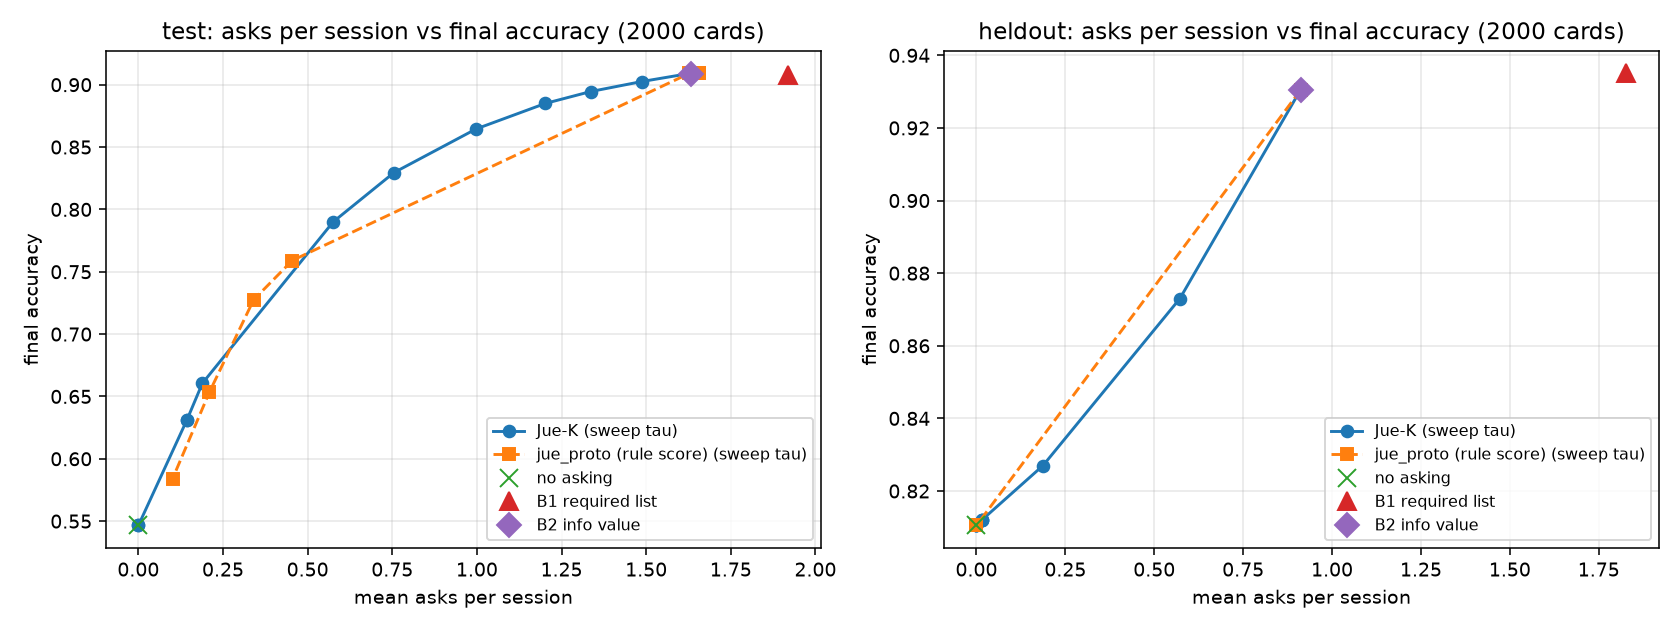 test: asks per session vs final accuracy (2000 cards)
final accuracy
0.90
0.85
0.80
0.75
0.70
0.65
0.60
0.55
Jue-K (sweep tau)
jue_proto (rule score) (sweep tau)
no asking
B1 required list
B2 info value
0.00 0.25 0.50 0.75 1.00 1.25 1.50 1.75 2.00
mean asks per session
heldout: asks per session vs final accuracy (2000 cards)
final accuracy
0.94
0.92
0.90
0.88
0.86
0.84
0.82
Jue-K (sweep tau)
jue_proto (rule score) (sweep tau)
no asking
B1 required list
B2 info value
0.00 0.25 0.50 0.75 1.00 1.25 1.50 1.75
mean asks per session